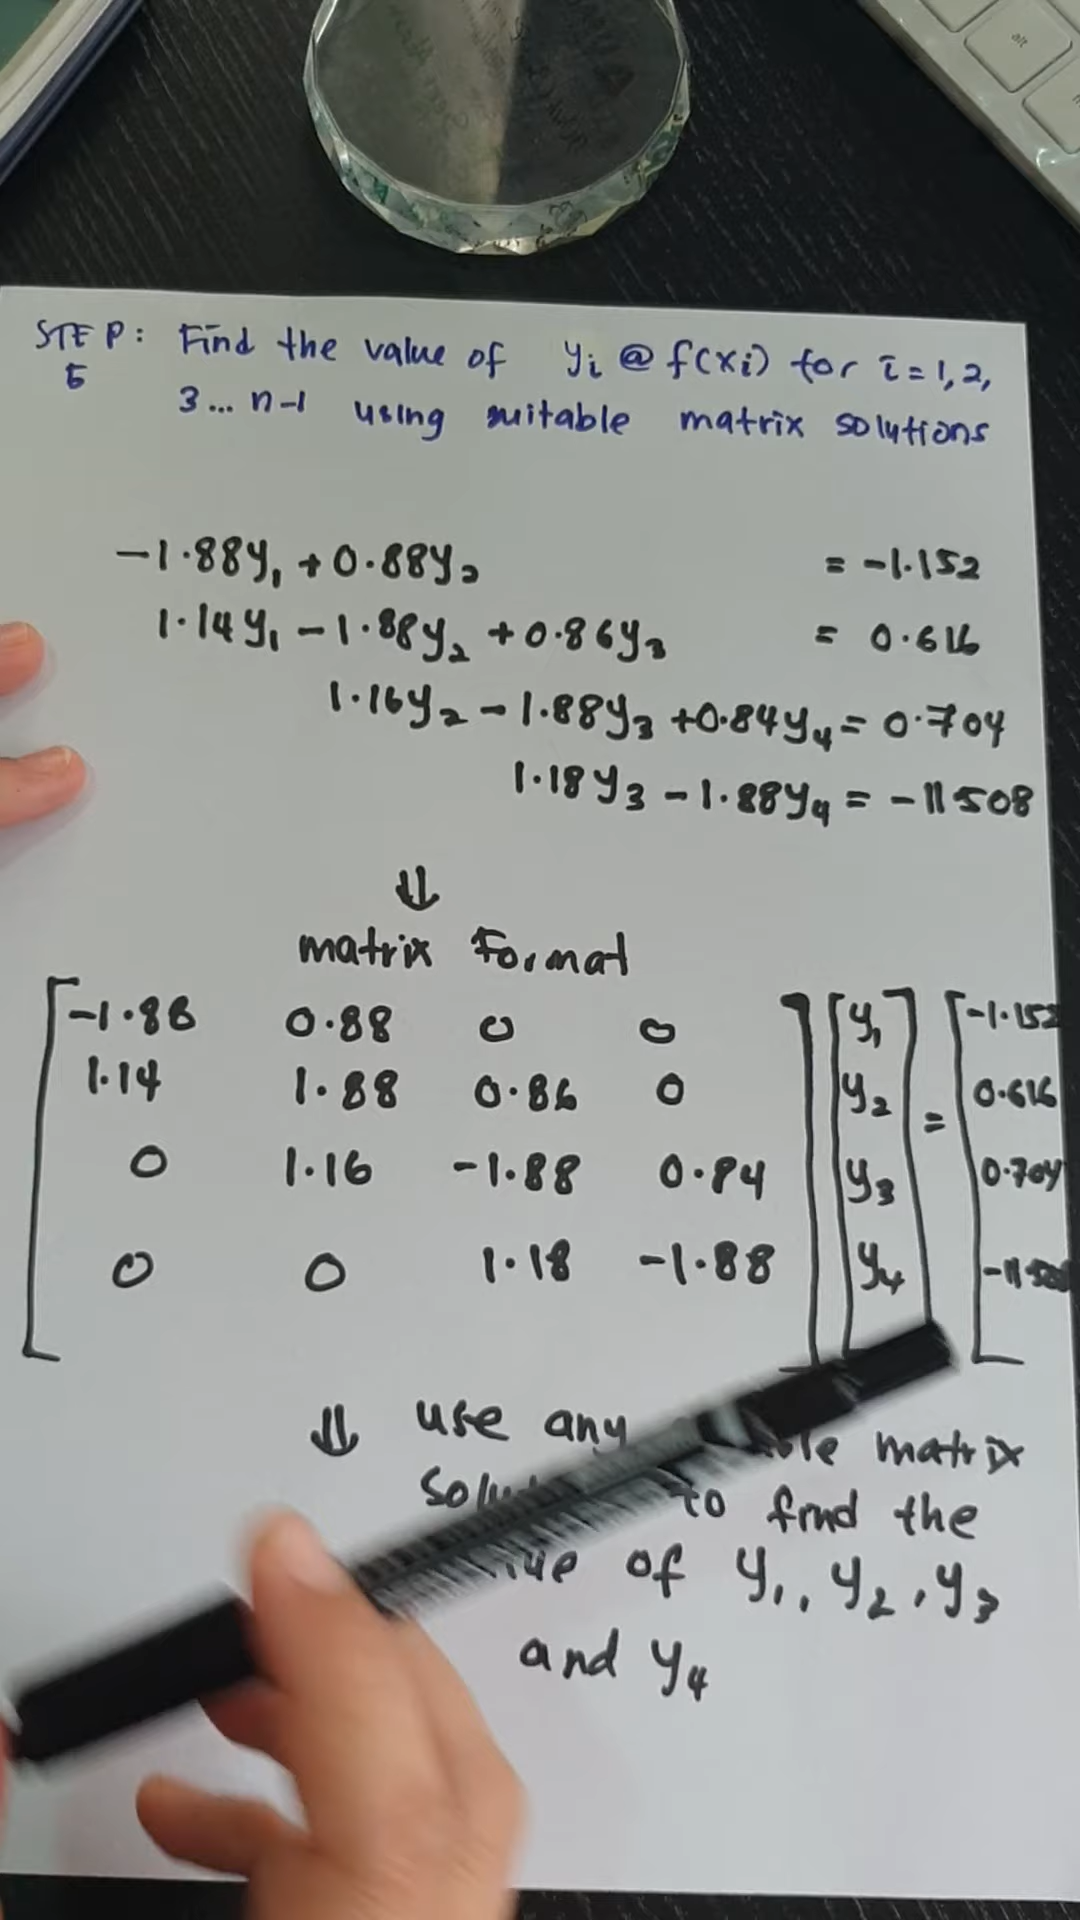 STEP: Find the value of yᵢ @ f(xᵢ) for i=1,2,
5 3... n-1 using suitable matrix solutions
-1.88y₁ + 0.88y₂ = -1.152
1.14y₁ - 1.88y₂ + 0.86y₃ = 0.616
1.16y₂ - 1.88y₃ + 0.84y₄ = 0.704
1.18y₃ - 1.88y₄ = -11.508
⇓
matrix Format
-1.88 0.88 0 0 y₁ -1.152
1.14 1.88 0.86 0 y₂ = 0.616
0 1.16 -1.88 0.84 y₃ 0.704
0 0 1.18 -1.88 y₄
⇓ use any matrix
to find the
of y₁, y₂, y₃
and y₄
alt